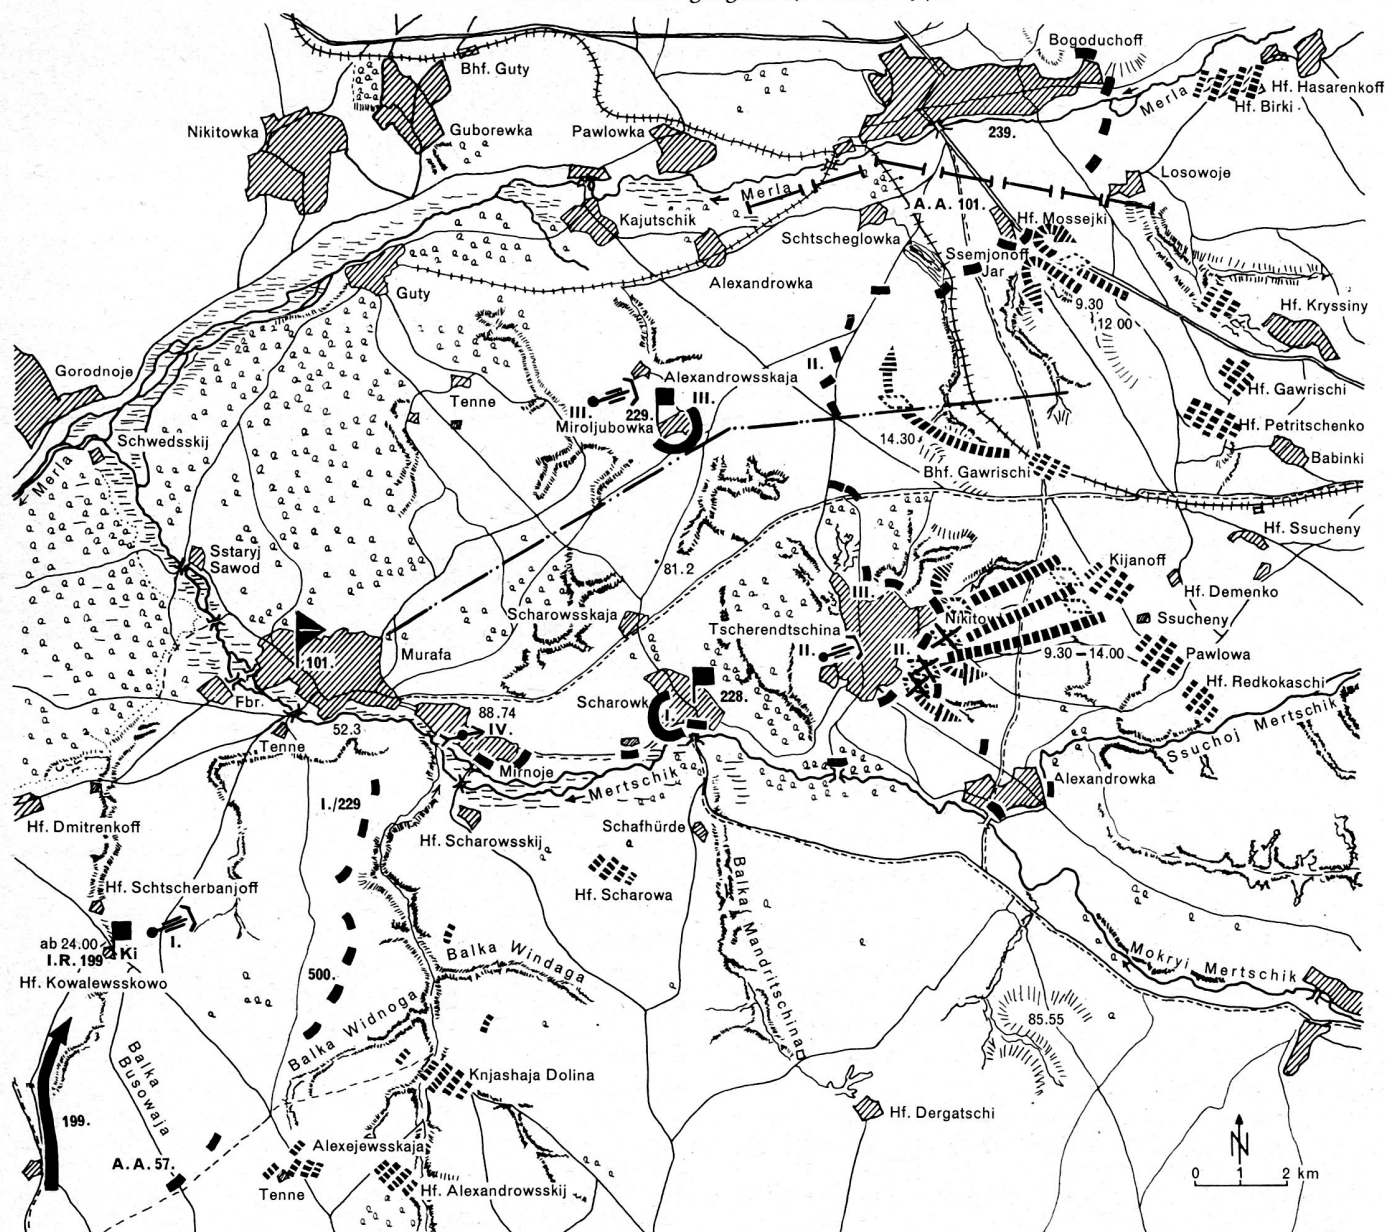 Bogoduchoff
Bhf. Guty
Merla
Hf. Hasarenkoff
Hf. Birki
Nikitowka
Guborewka
Pawlowka
239.
Losowoje
Merla
Kajutschik
A. A. 101.
Hf. Mossejki
Schtscheglowka
Ssemjonoff
Jar
Guty
Alexandrowka
9.30
12 00
Hf. Kryssiny
Gorodnoje
II.
Alexandrowsskaja
Hf. Gawrischi
Tenne
III.
229.
III.
Miroljubowka
Hf. Petritschenko
Schwedsskij
14.30
Bhf. Gawrischi
Babinki
Merla
Hf. Ssucheny
Sstaryj
Sawod
81.2
Kijanoff
Hf. Demenko
III.
Scharowsskaja
Nikitow
Ssucheny
Tscherendtschina
II.
II.
9.30 – 14.00
Pawlowa
Murafa
101.
Hf. Redkokaschi
Fbr.
Scharowk
I.
228.
88.74
IV.
52.3
Tenne
Ssuchoj Mertschik
Mirnoje
Mertschik
Alexandrowka
I./229
Hf. Dmitrenkoff
Hf. Scharowsskij
Schafhürde
Hf. Scharowa
Balka Mandritschina
Hf. Schtscherbanjoff
I.
ab 24.00
I. R. 199
Ki
Hf. Kowalewsskowo
Balka Windaga
Mokryi Mertschik
500.
Balka Widnoga
85.55
Balka
Busowaja
Knjashaja Dolina
Hf. Dergatschi
199.
Alexejewsskaja
A. A. 57.
Tenne
Hf. Alexandrowsskij
N
0 1 2 km